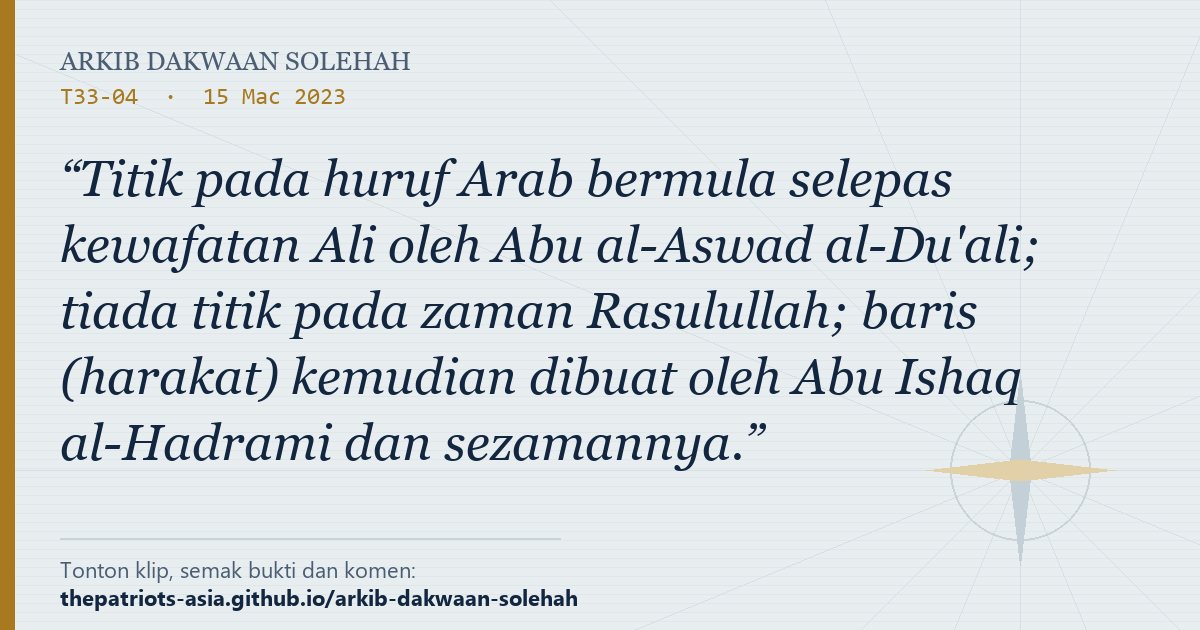 ARKIB DAKWAAN SOLEHAH
T33-04 · 15 Mac 2023
“Titik pada huruf Arab bermula selepas
kewafatan Ali oleh Abu al-Aswad al-Du'ali;
tiada titik pada zaman Rasulullah; baris
(harakat) kemudian dibuat oleh Abu Ishaq
al-Hadrami dan sezamannya.”
Tonton klip, semak bukti dan komen:
thepatriots-asia.github.io/arkib-dakwaan-solehah